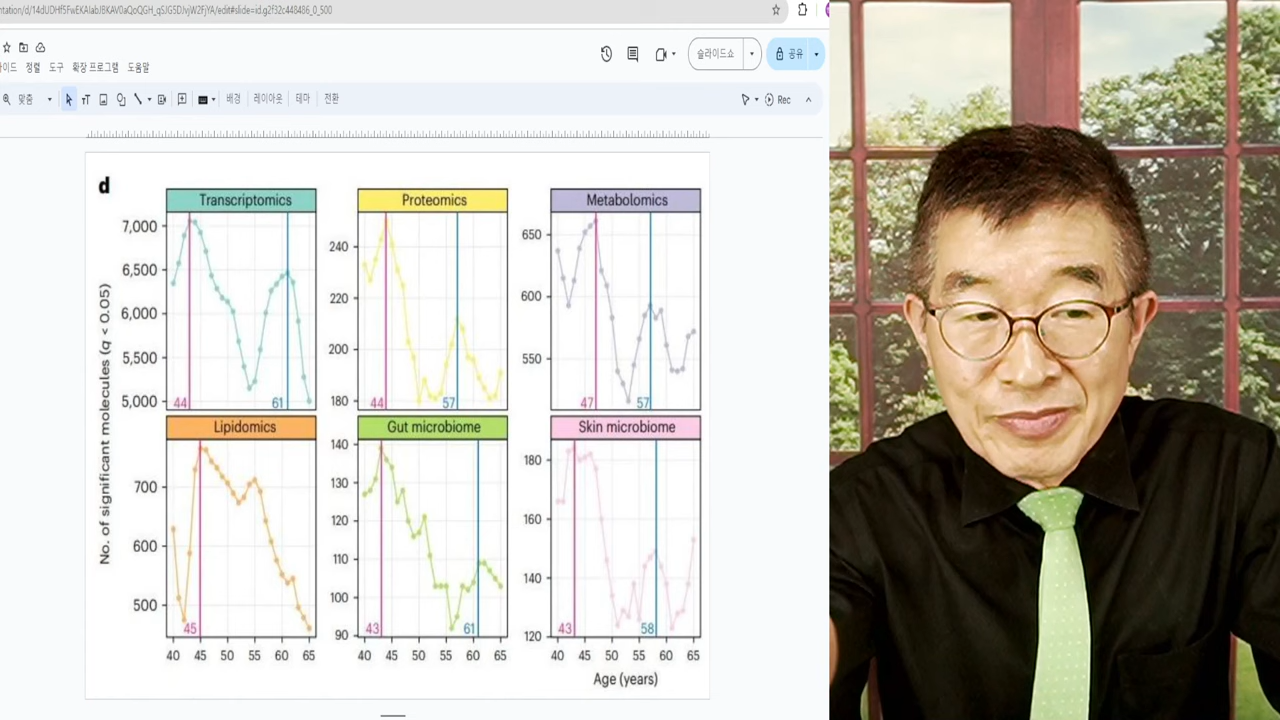 ntation/d/14dUDHf5FwEKAlabJ8KAV0aQoQGH_qSJG5DJvjW2FjYA/edit#slide=id.g2f32c448486_0_500
슬라이드쇼
공유
이드 정렬 도구 확장 프로그램 도움말
맞춤 배경 레이아웃 테마 전환 Rec
d
Transcriptomics
7,000
6,500
6,000
5,500
5,000
44 61
Proteomics
240
220
200
180
44 57
Metabolomics
650
600
550
47 57
Lipidomics
700
600
500
45
40 45 50 55 60 65
Gut microbiome
140
130
120
110
100
90
43 61
40 45 50 55 60 65
Skin microbiome
180
160
140
120
43 58
40 45 50 55 60 65
No. of significant molecules (q < 0.05)
Age (years)